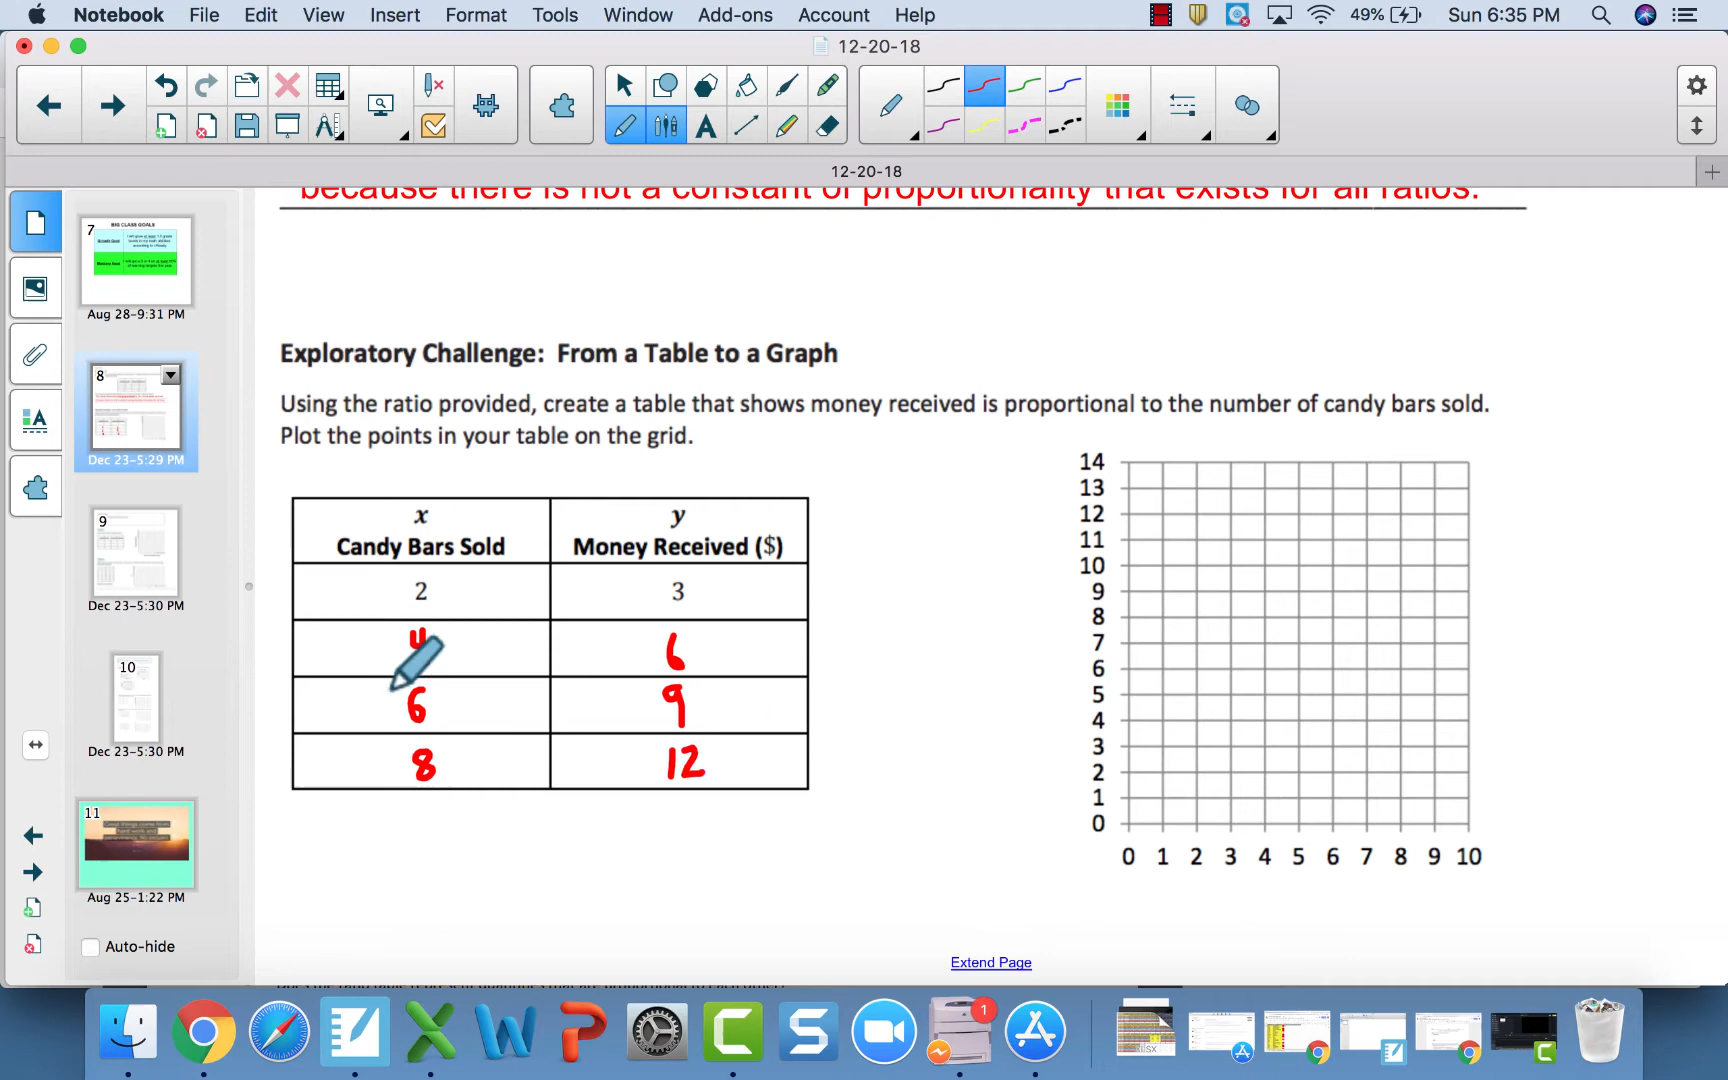 Notebook File Edit View Insert Format Tools Window Add-ons Account Help 49% Sun 6:35 PM
12-20-18
12-20-18
because there is not a constant of proportionality that exists for all ratios.
7 BIG CLASS GOALS
Aug 28-9:31 PM
8
Dec 23-5:29 PM
9
Dec 23-5:30 PM
10
Dec 23-5:30 PM
11
Aug 25-1:22 PM
Auto-hide
Exploratory Challenge: From a Table to a Graph
Using the ratio provided, create a table that shows money received is proportional to the number of candy bars sold.
Plot the points in your table on the grid.
x y
Candy Bars Sold Money Received ($)
2 3
4 6
6 9
8 12
14
13
12
11
10
9
8
7
6
5
4
3
2
1
0
0 1 2 3 4 5 6 7 8 9 10
Extend Page
1
XLSX